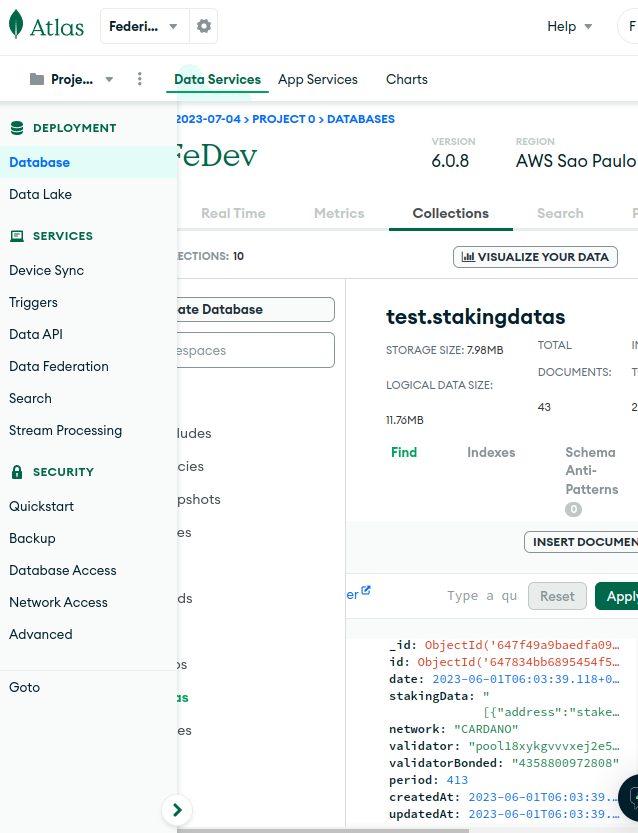 Atlas
Federi...
Help
F
Proje...
Data Services
App Services
Charts
DEPLOYMENT
Database
Data Lake
SERVICES
Device Sync
Triggers
Data API
Data Federation
Search
Stream Processing
SECURITY
Quickstart
Backup
Database Access
Network Access
Advanced
Goto
2023-07-04 > PROJECT 0 > DATABASES
FeDev
VERSION
6.0.8
REGION
AWS Sao Paulo
Real Time
Metrics
Collections
Search
P
ECTIONS: 10
VISUALIZE YOUR DATA
ate Database
espaces
ludes
cies
pshots
es
ds
os
as
es
test.stakingdatas
STORAGE SIZE: 7.98MB
LOGICAL DATA SIZE:
11.76MB
TOTAL
DOCUMENTS:
43
IN
TO
2
Find
Indexes
Schema
Anti-
Patterns
0
INSERT DOCUMEN
er
Type a qu
Reset
Apply
_id: ObjectId('647f49a9baedfa09…
id: ObjectId('647834bb6895454f5…
date: 2023-06-01T06:03:39.118+0…
stakingData: "
[{"address":"stake…
network: "CARDANO"
validator: "pool18xykgvvvxej2e5…
validatorBonded: "4358800972808"
period: 413
createdAt: 2023-06-01T06:03:39.…
updatedAt: 2023-06-01T06:03:39.…